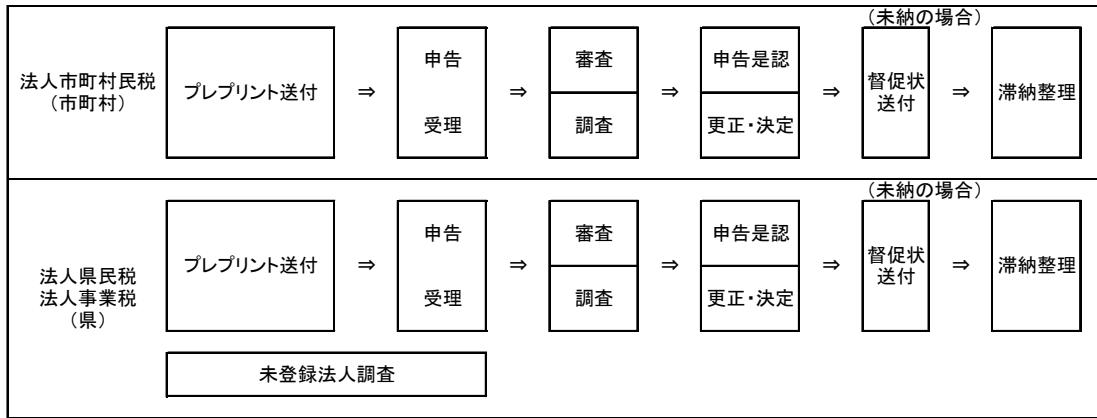 (未納の場合)
法人市町村民税
(市町村)
プレプリント送付
⇒
申告
受理
⇒
審査
調査
⇒
申告是認
更正・決定
⇒
督促状
送付
⇒
滞納整理
(未納の場合)
法人県民税
法人事業税
(県)
プレプリント送付
⇒
申告
受理
⇒
審査
調査
⇒
申告是認
更正・決定
⇒
督促状
送付
⇒
滞納整理
未登録法人調査